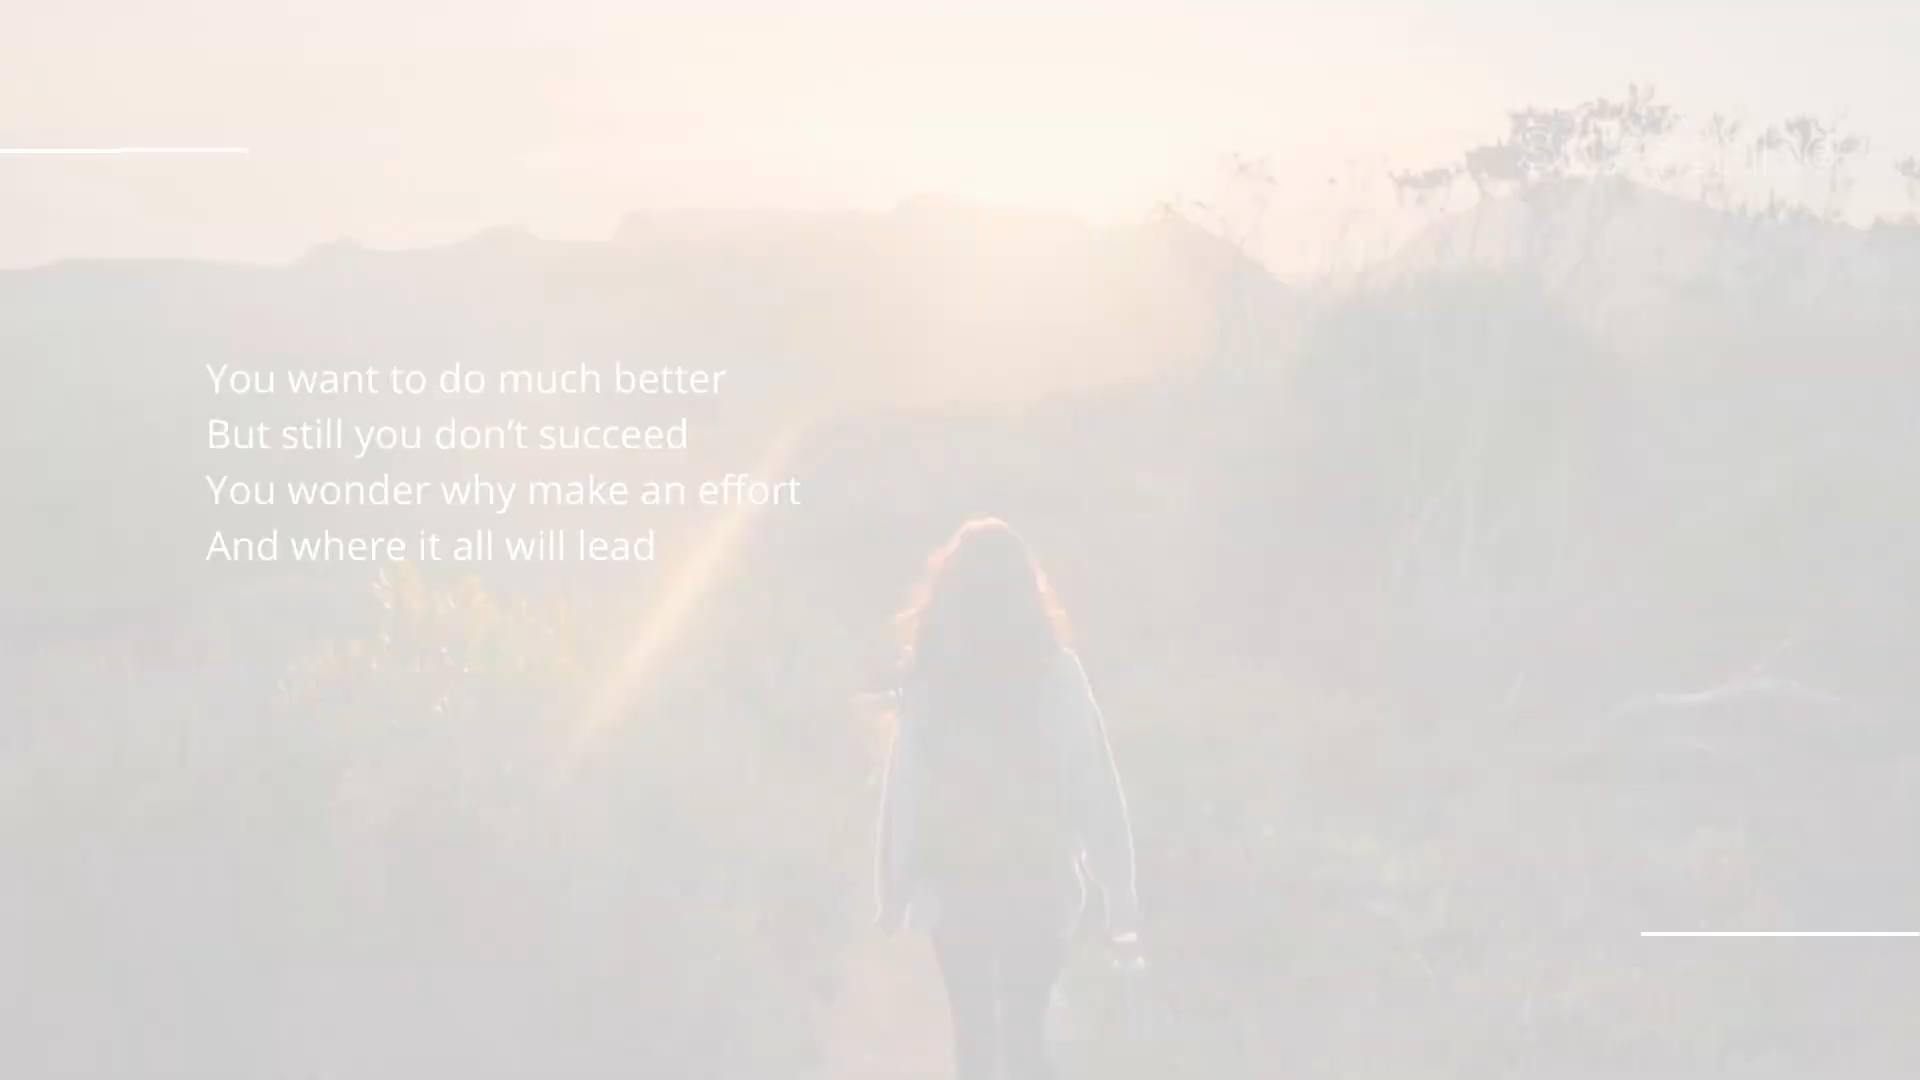 You want to do much better
But still you don’t succeed
You wonder why make an effort
And where it all will lead